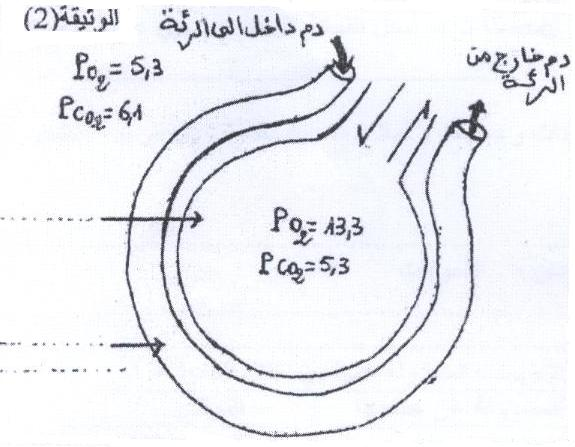 الوثيقة (2)
دم داخل الى الرئة
دم خارج من
الرئة
PO₂ = 5,3
PCO₂ = 6,1
PO₂ = 13,3
PCO₂ = 5,3